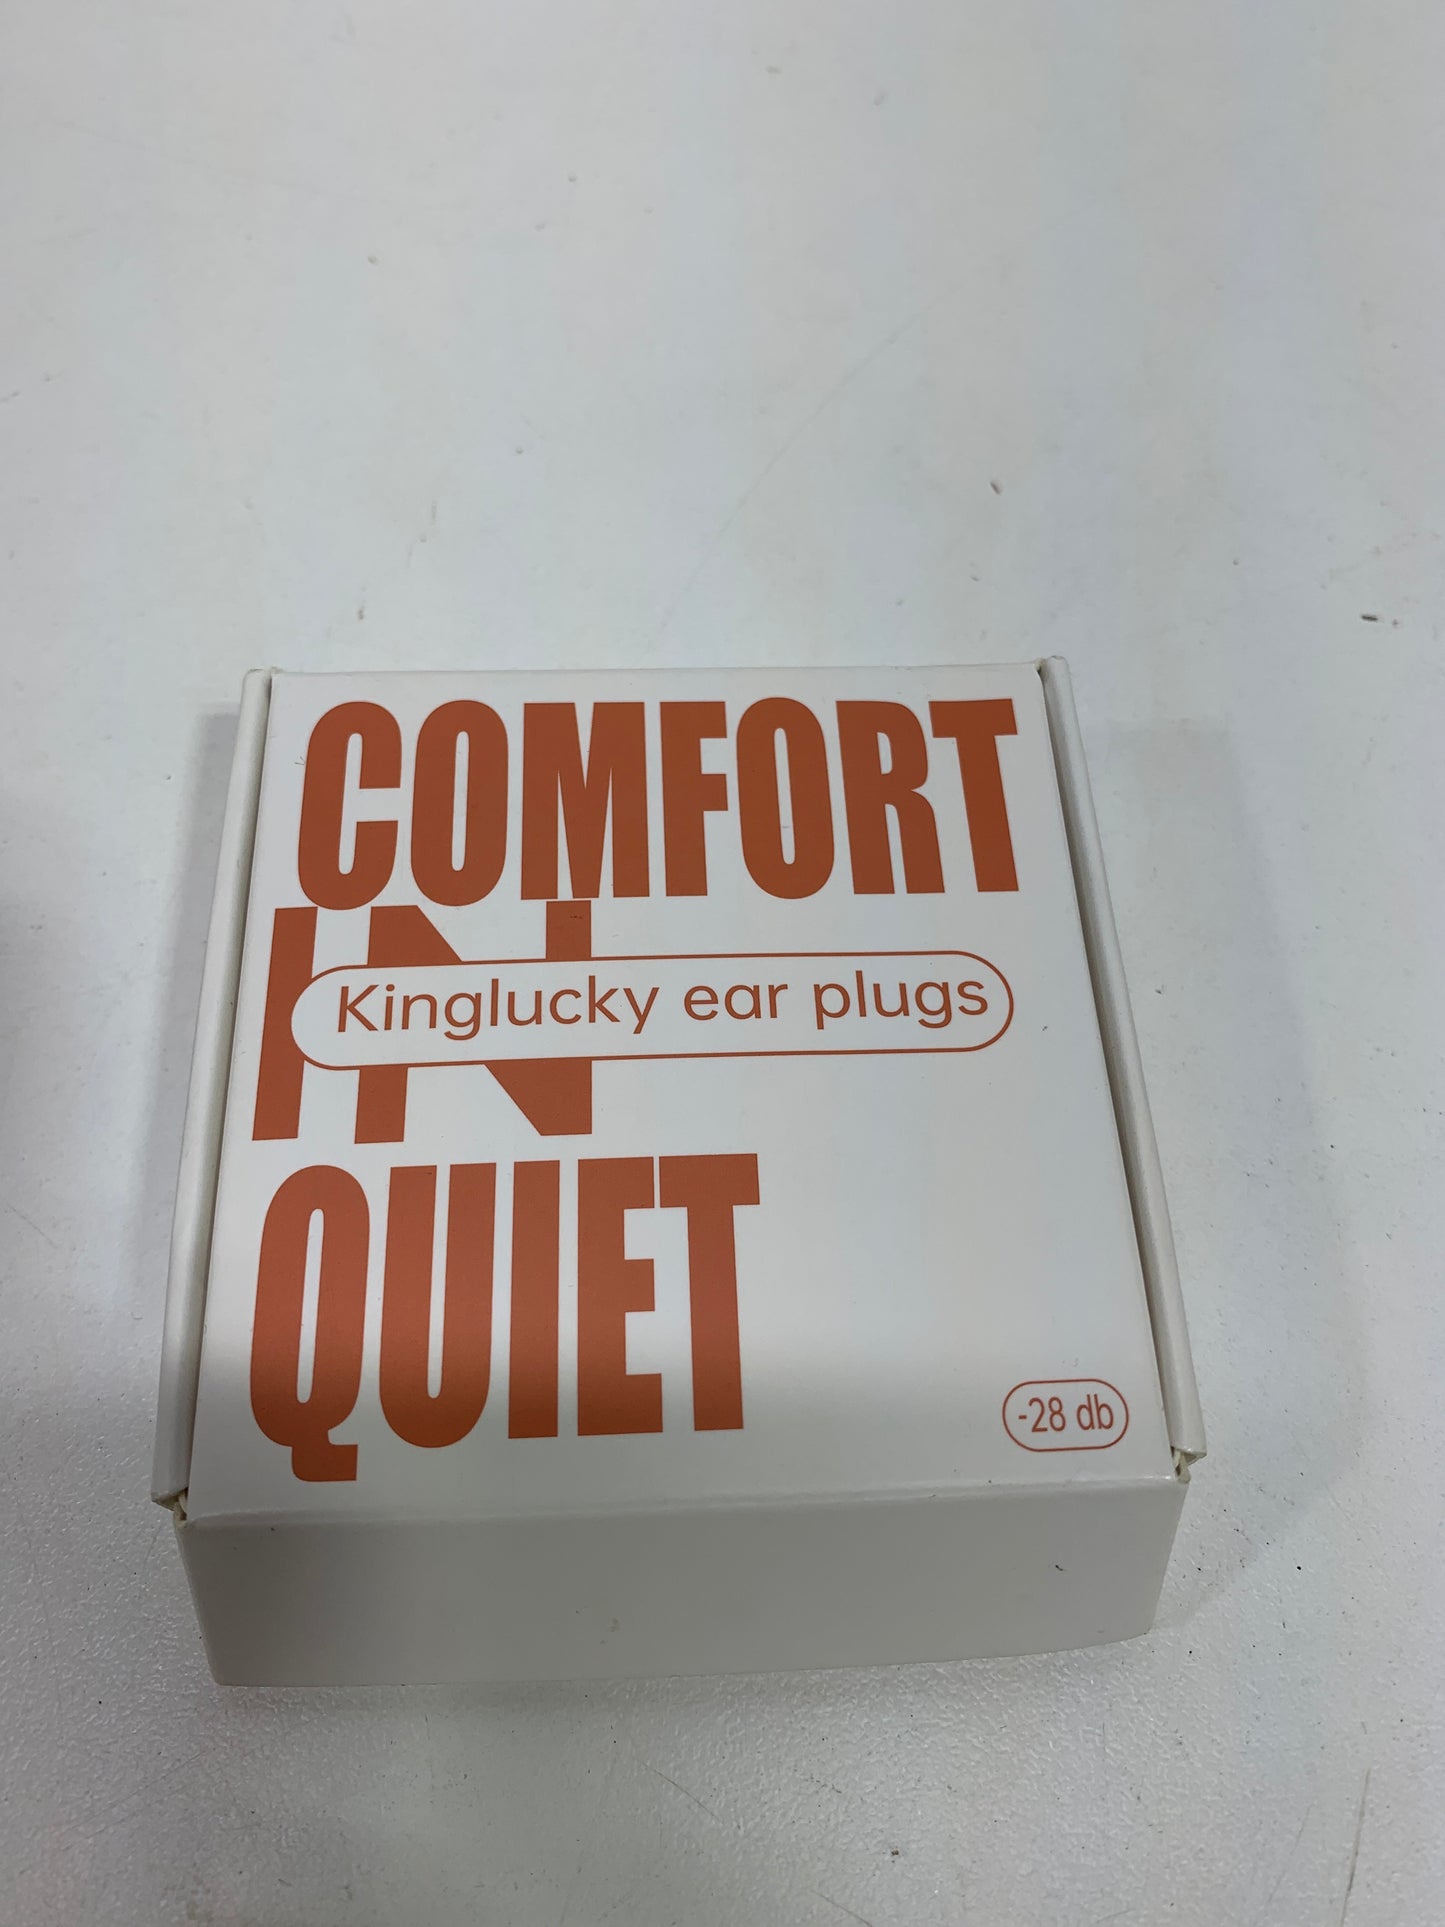 COMFORT
IN
Kinglucky ear plugs
QUIET
-28 db